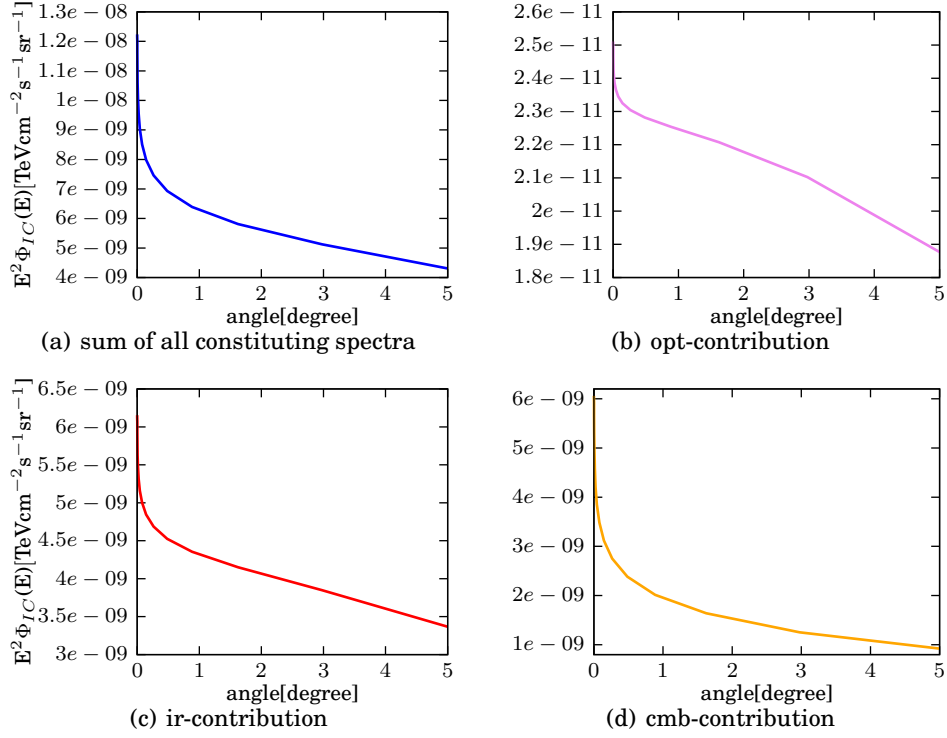 1.3e − 08
1.2e − 08
1.1e − 08
1e − 08
9e − 09
8e − 09
7e − 09
6e − 09
5e − 09
4e − 09
E²Φ_IC(E)[TeVcm⁻²s⁻¹sr⁻¹]
0 1 2 3 4 5
angle[degree]
(a) sum of all constituting spectra
2.6e − 11
2.5e − 11
2.4e − 11
2.3e − 11
2.2e − 11
2.1e − 11
2e − 11
1.9e − 11
1.8e − 11
0 1 2 3 4 5
angle[degree]
(b) opt-contribution
6.5e − 09
6e − 09
5.5e − 09
5e − 09
4.5e − 09
4e − 09
3.5e − 09
3e − 09
E²Φ_IC(E)[TeVcm⁻²s⁻¹sr⁻¹]
0 1 2 3 4 5
angle[degree]
(c) ir-contribution
6e − 09
5e − 09
4e − 09
3e − 09
2e − 09
1e − 09
0 1 2 3 4 5
angle[degree]
(d) cmb-contribution